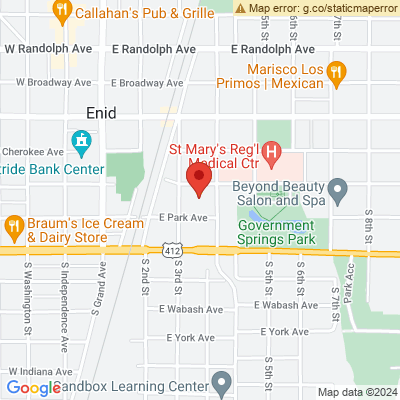 Map error: g.co/staticmaperror
Callahan's Pub & Grille
W Randolph Ave
E Randolph Ave
E Randolph Ave
W Broadway Ave
E Broadway Ave
Marisco Los
Primos | Mexican
Enid
412
Cherokee Ave
tride Bank Center
St Mary's Reg'l
Medical Ctr
H
Beyond Beauty
Salon and Spa
Braum's Ice Cream
& Dairy Store
E Park Ave
Government
Springs Park
S 8th St
412
S Washington St
S Independence Ave
S Grand Ave
S 2nd St
S 3rd St
S 5th St
S 6th St
S 7th St
Park Acc
E Wabash Ave
E Wabash Ave
E York Ave
E York Ave
W Indiana Ave
S 5th St
Sandbox Learning Center
Google
Map data ©2024